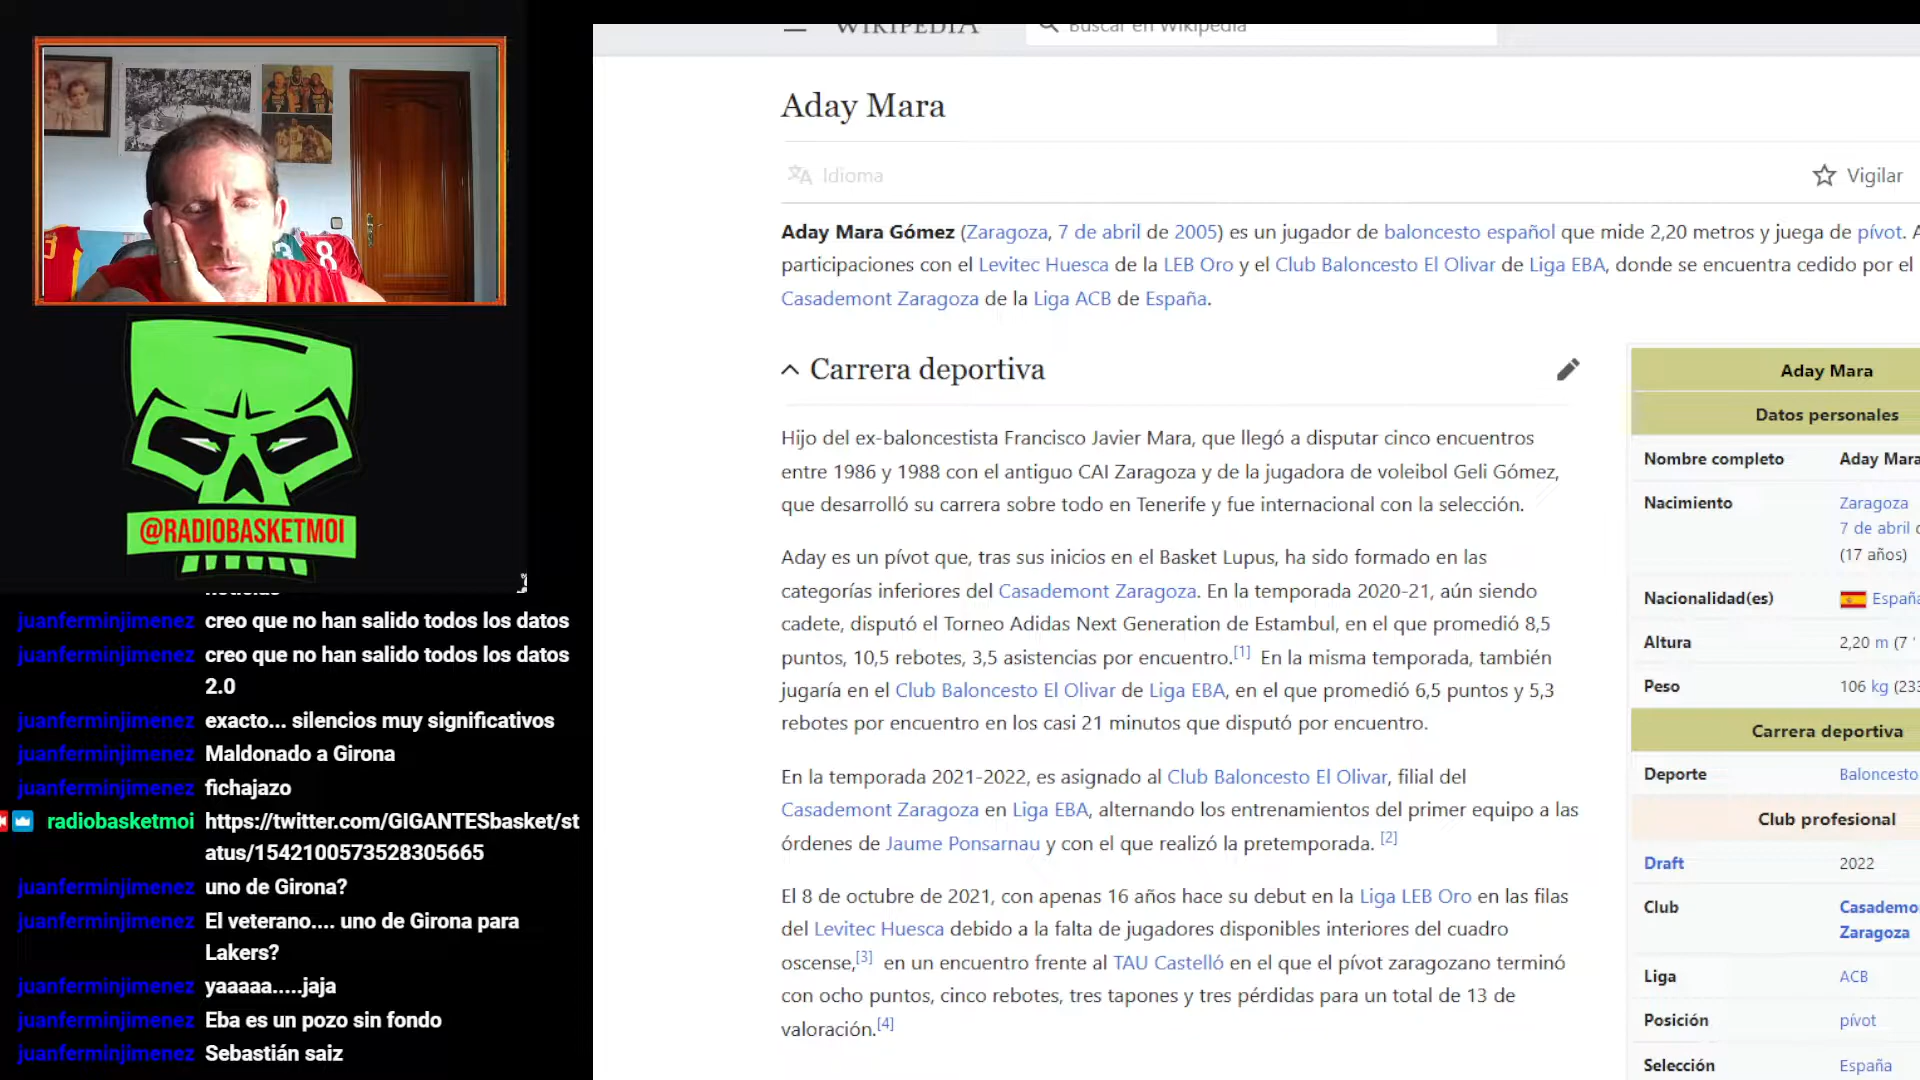 WIKIPEDIA
Buscar en Wikipedia
Aday Mara
Idioma
Vigilar
Aday Mara Gómez (Zaragoza, 7 de abril de 2005) es un jugador de baloncesto español que mide 2,20 metros y juega de pívot. A
participaciones con el Levitec Huesca de la LEB Oro y el Club Baloncesto El Olivar de Liga EBA, donde se encuentra cedido por el
Casademont Zaragoza de la Liga ACB de España.
Carrera deportiva
Hijo del ex-baloncestista Francisco Javier Mara, que llegó a disputar cinco encuentros
entre 1986 y 1988 con el antiguo CAI Zaragoza y de la jugadora de voleibol Geli Gómez,
que desarrolló su carrera sobre todo en Tenerife y fue internacional con la selección.
Aday es un pívot que, tras sus inicios en el Basket Lupus, ha sido formado en las
categorías inferiores del Casademont Zaragoza. En la temporada 2020-21, aún siendo
cadete, disputó el Torneo Adidas Next Generation de Estambul, en el que promedió 8,5
puntos, 10,5 rebotes, 3,5 asistencias por encuentro.[1] En la misma temporada, también
jugaría en el Club Baloncesto El Olivar de Liga EBA, en el que promedió 6,5 puntos y 5,3
rebotes por encuentro en los casi 21 minutos que disputó por encuentro.
En la temporada 2021-2022, es asignado al Club Baloncesto El Olivar, filial del
Casademont Zaragoza en Liga EBA, alternando los entrenamientos del primer equipo a las
órdenes de Jaume Ponsarnau y con el que realizó la pretemporada. [2]
El 8 de octubre de 2021, con apenas 16 años hace su debut en la Liga LEB Oro en las filas
del Levitec Huesca debido a la falta de jugadores disponibles interiores del cuadro
oscense,[3] en un encuentro frente al TAU Castelló en el que el pívot zaragozano terminó
con ocho puntos, cinco rebotes, tres tapones y tres pérdidas para un total de 13 de
valoración.[4]
Aday Mara
Datos personales
Nombre completo Aday Mara
Nacimiento Zaragoza
7 de abril
(17 años)
Nacionalidad(es) España
Altura 2,20 m (7 '
Peso 106 kg (233
Carrera deportiva
Deporte Baloncesto
Club profesional
Draft 2022
Club Casademo
Zaragoza
Liga ACB
Posición pívot
Selección España
8
@RADIOBASKETMOI
juanferminjimenez creo que no han salido todos los datos
juanferminjimenez creo que no han salido todos los datos
2.0
juanferminjimenez exacto... silencios muy significativos
juanferminjimenez Maldonado a Girona
juanferminjimenez fichajazo
radiobasketmoi https://twitter.com/GIGANTESbasket/st
atus/1542100573528305665
juanferminjimenez uno de Girona?
juanferminjimenez El veterano.... uno de Girona para
Lakers?
juanferminjimenez yaaaaa.....jaja
juanferminjimenez Eba es un pozo sin fondo
juanferminjimenez Sebastián saiz